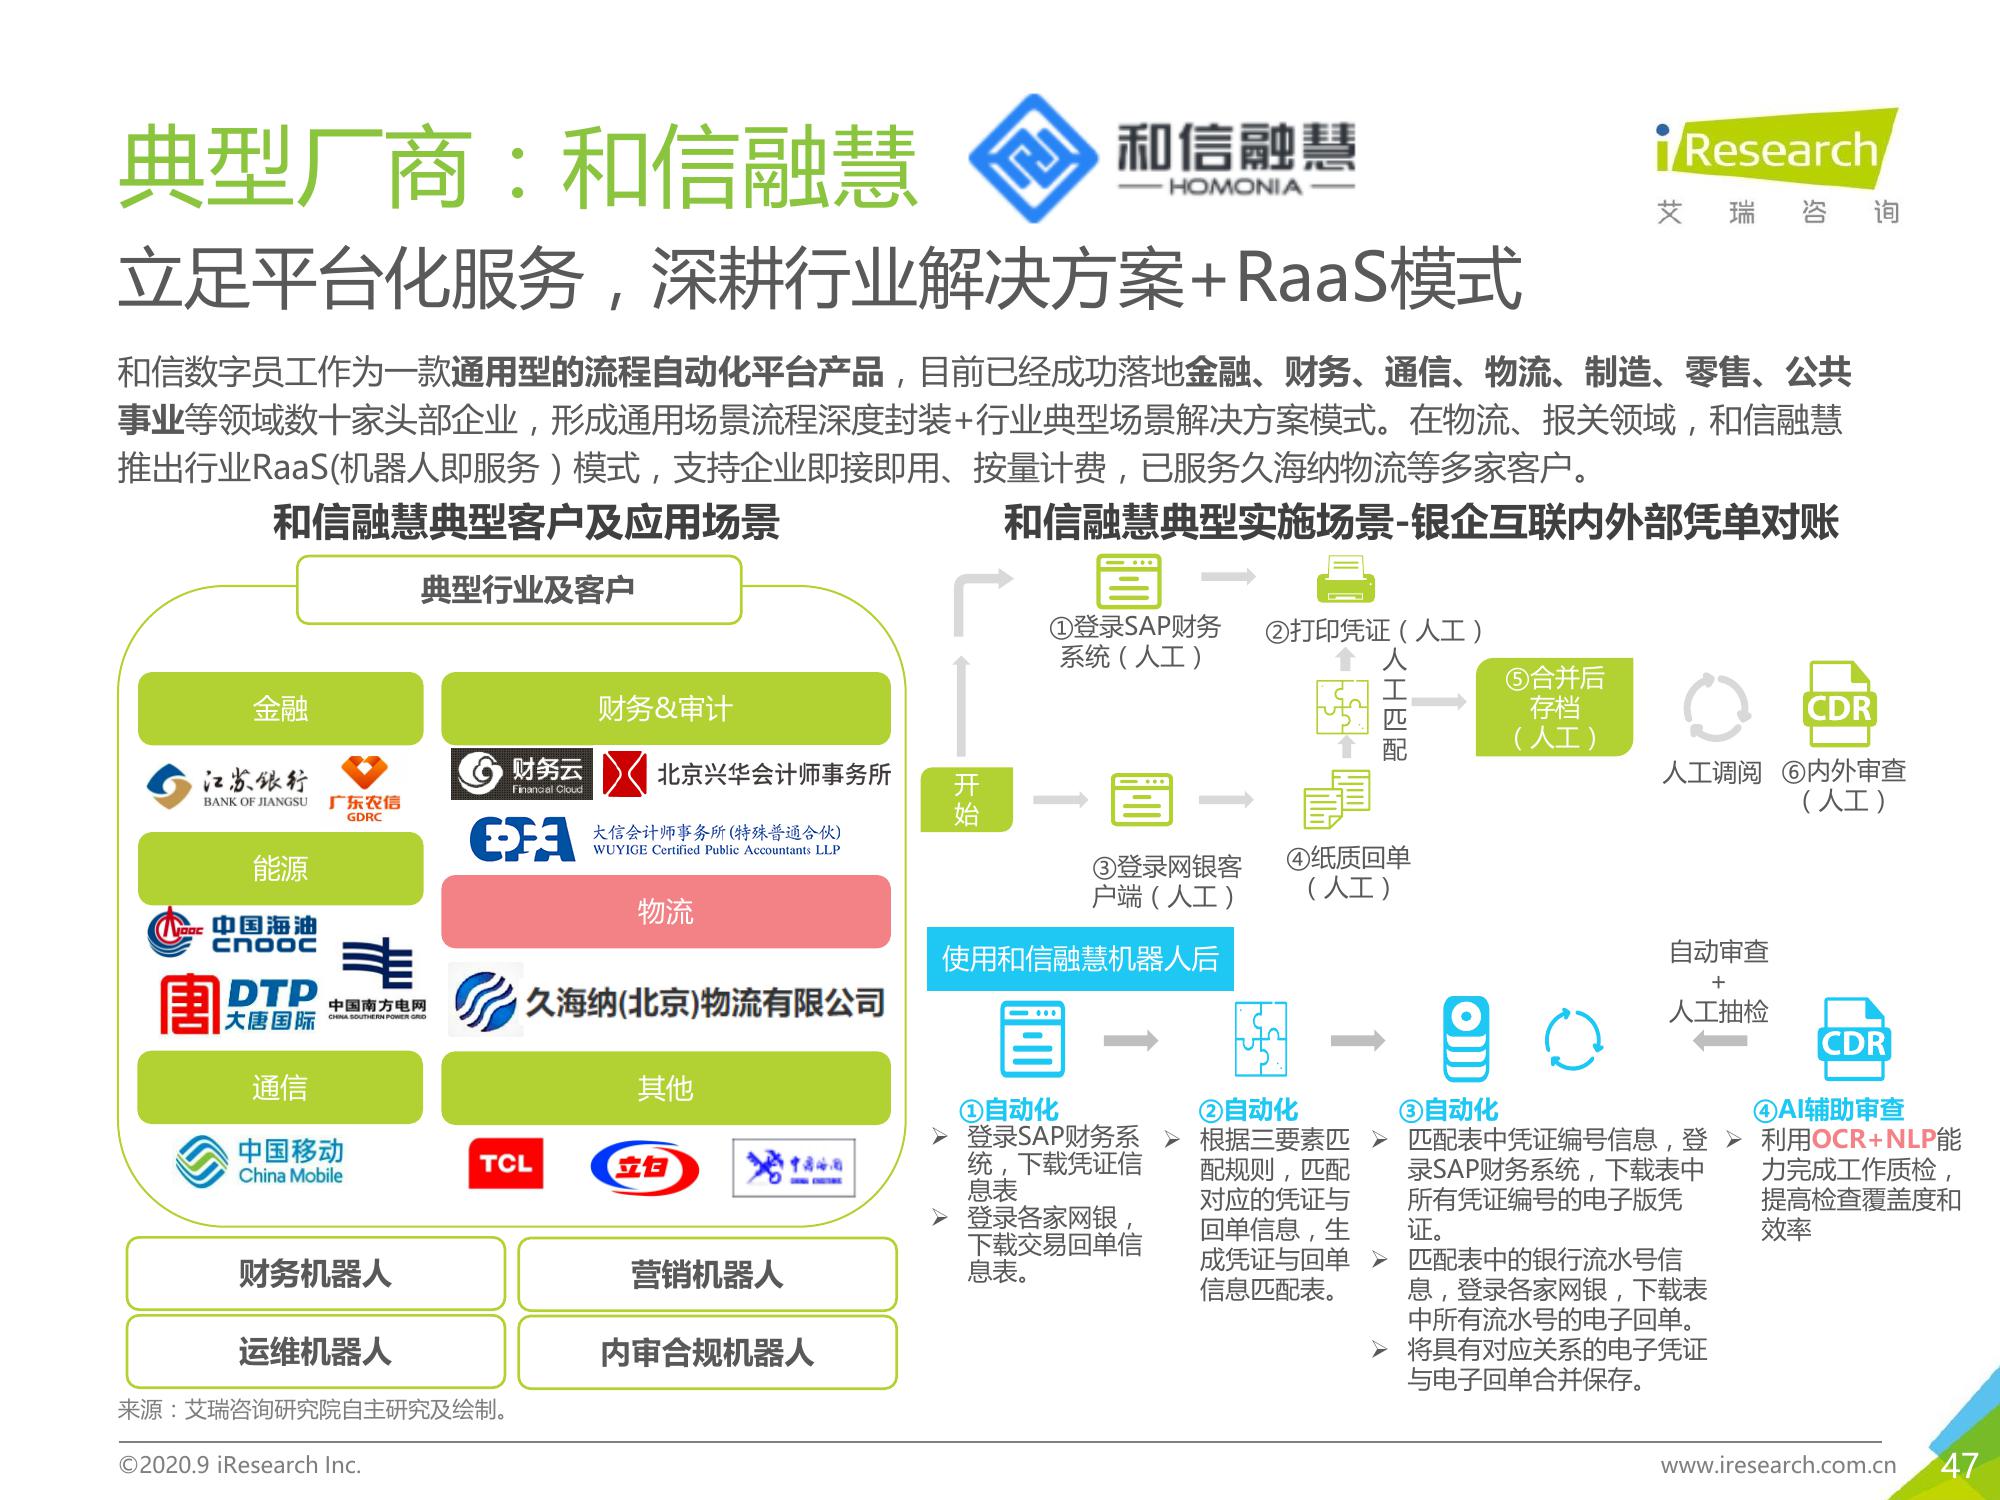 典型厂商：和信融慧
和信融慧
HOMONIA
iResearch
艾瑞咨询
立足平台化服务，深耕行业解决方案+RaaS模式
和信数字员工作为一款通用型的流程自动化平台产品，目前已经成功落地金融、财务、通信、物流、制造、零售、公共
事业等领域数十家头部企业，形成通用场景流程深度封装+行业典型场景解决方案模式。在物流、报关领域，和信融慧
推出行业RaaS(机器人即服务）模式，支持企业即接即用、按量计费，已服务久海纳物流等多家客户。
和信融慧典型客户及应用场景
典型行业及客户
金融
江苏银行
BANK OF JIANGSU
广东农信
GDRC
能源
中国海油
CNOOC
唐
DTP
大唐国际
中国南方电网
CHINA SOUTHERN POWER GRID
通信
中国移动
China Mobile
财务&审计
财务云
Financial Cloud
北京兴华会计师事务所
大信会计师事务所(特殊普通合伙)
WUYIGE Certified Public Accountants LLP
物流
久海纳(北京)物流有限公司
其他
TCL
立白
中国海关
CHINA CUSTOMS
财务机器人
营销机器人
运维机器人
内审合规机器人
和信融慧典型实施场景-银企互联内外部凭单对账
①登录SAP财务
系统（人工）
②打印凭证（人工）
人
工
匹
配
⑤合并后
存档
（人工）
人工调阅
CDR
⑥内外审查
（人工）
开
始
③登录网银客
户端（人工）
④纸质回单
（人工）
使用和信融慧机器人后
自动审查
+
人工抽检
CDR
①自动化
➢ 登录SAP财务系
统，下载凭证信
息表
➢ 登录各家网银，
下载交易回单信
息表。
②自动化
➢ 根据三要素匹
配规则，匹配
对应的凭证与
回单信息，生
成凭证与回单
信息匹配表。
③自动化
➢ 匹配表中凭证编号信息，登
录SAP财务系统，下载表中
所有凭证编号的电子版凭
证。
➢ 匹配表中的银行流水号信
息，登录各家网银，下载表
中所有流水号的电子回单。
➢ 将具有对应关系的电子凭证
与电子回单合并保存。
④AI辅助审查
➢ 利用OCR+NLP能
力完成工作质检，
提高检查覆盖度和
效率
来源：艾瑞咨询研究院自主研究及绘制。
©2020.9 iResearch Inc.
www.iresearch.com.cn
47